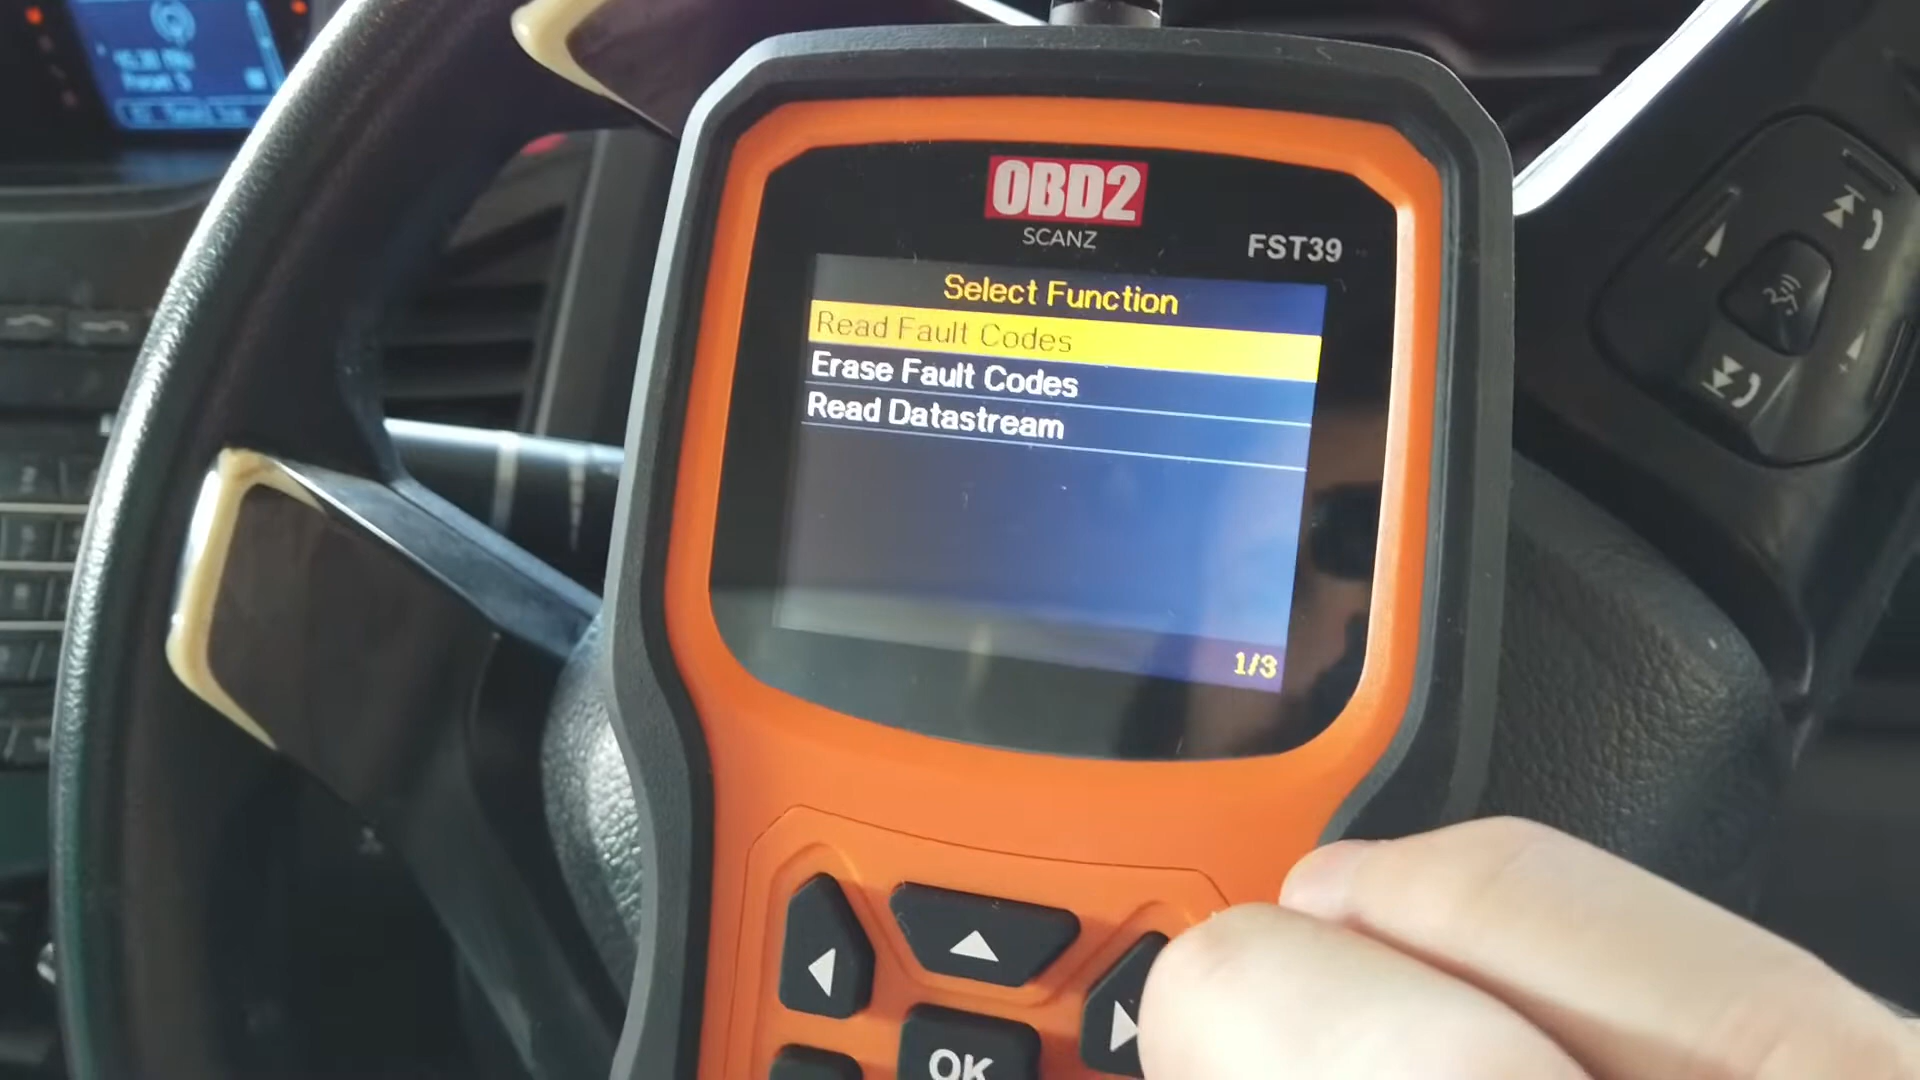 OBD2
SCANZ
FST39
Select Function
Read Fault Codes
Erase Fault Codes
Read Datastream
1/3
OK